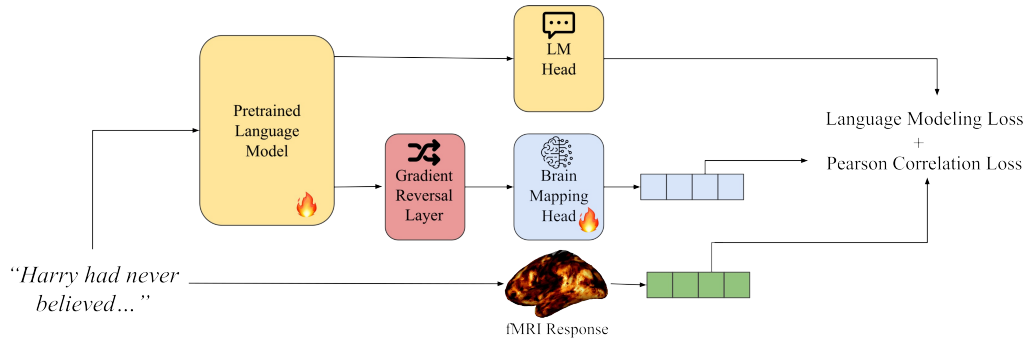 LM
Head
Pretrained
Language
Model
Language Modeling Loss
+
Pearson Correlation Loss
Gradient
Reversal
Layer
Brain
Mapping
Head
“Harry had never
believed…”
fMRI Response